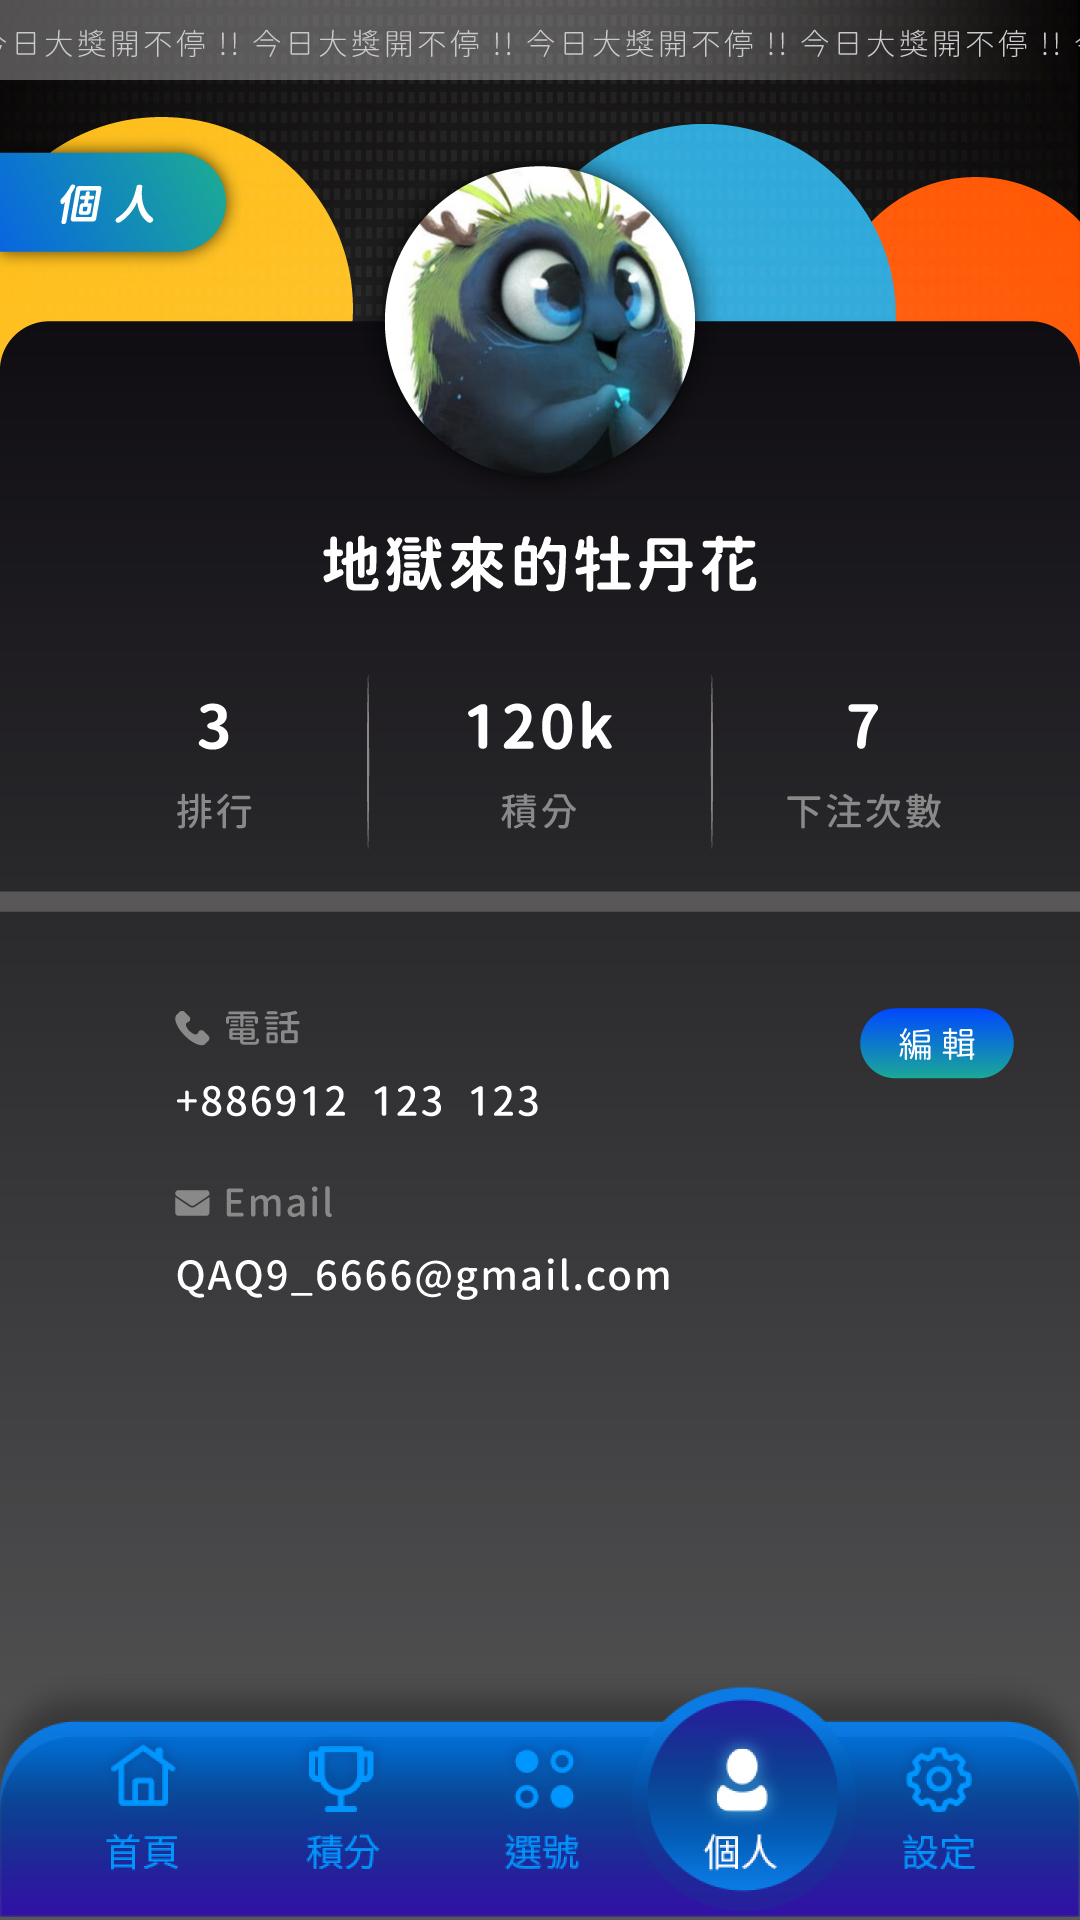 今日大獎開不停 !! 今日大獎開不停 !! 今日大獎開不停 !! 今日大獎開不停 !!
個人
地獄來的牡丹花
3 120k 7
排行 積分 下注次數
電話
編輯
+886912 123 123
Email
QAQ9_6666@gmail.com
首頁 積分 選號 個人 設定